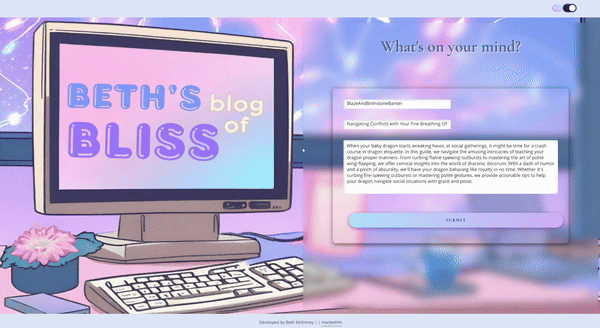 What's on your mind?
BETH'S
blog
of
BLISS
BlazeAndBrimstoneBanter
Navigating Conflicts with Your Fire-Breathing Of
When your baby dragon starts wreaking havoc at social gatherings, it might be time for a crash
course in dragon etiquette. In this guide, we navigate the amusing intricacies of teaching your
dragon proper manners. From curbing flame-spewing outbursts to mastering the art of polite
wing-flapping, we offer comical insights into the world of draconic decorum. With a dash of humor
and a pinch of absurdity, we'll have your dragon behaving like royalty in no time. Whether it's
curbing fire-spewing outbursts or mastering polite gestures, we provide actionable tips to help
your dragon navigate social situations with grace and poise.
SUBMIT
Developed by Beth McKinney | |